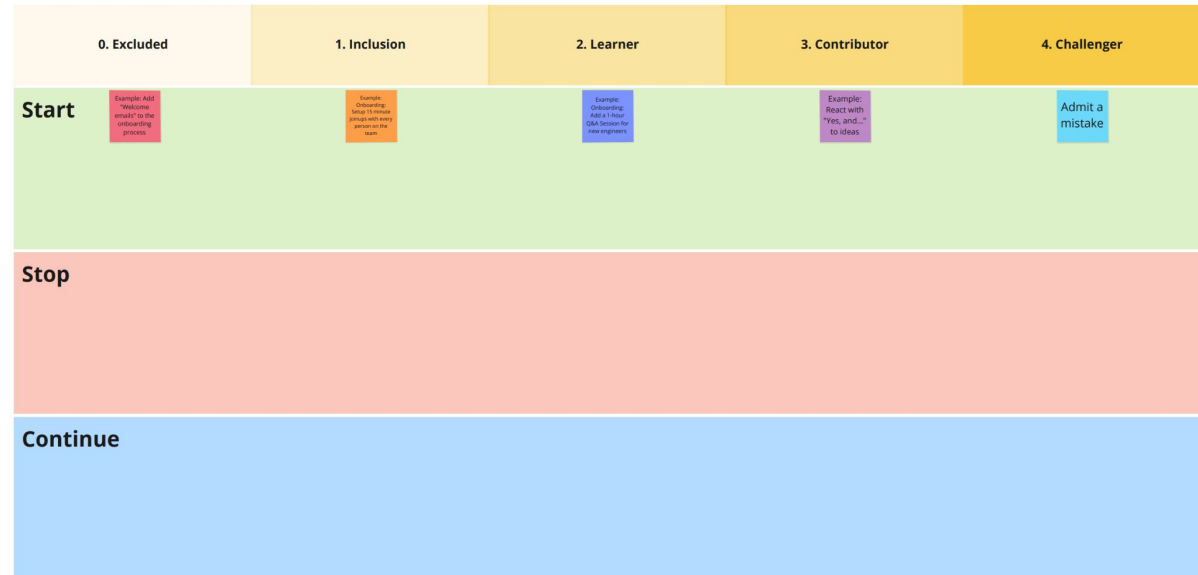 0. Excluded
1. Inclusion
2. Learner
3. Contributor
4. Challenger
Start
Example: Add
"Welcome
emails" to the
onboarding
process
Example:
Onboarding:
Setup 15 minute
joinups with every
person on the
team
Example:
Onboarding:
Add a 1-hour
Q&A Session for
new engineers
Example:
React with
"Yes, and..."
to ideas
Admit a
mistake
Stop
Continue